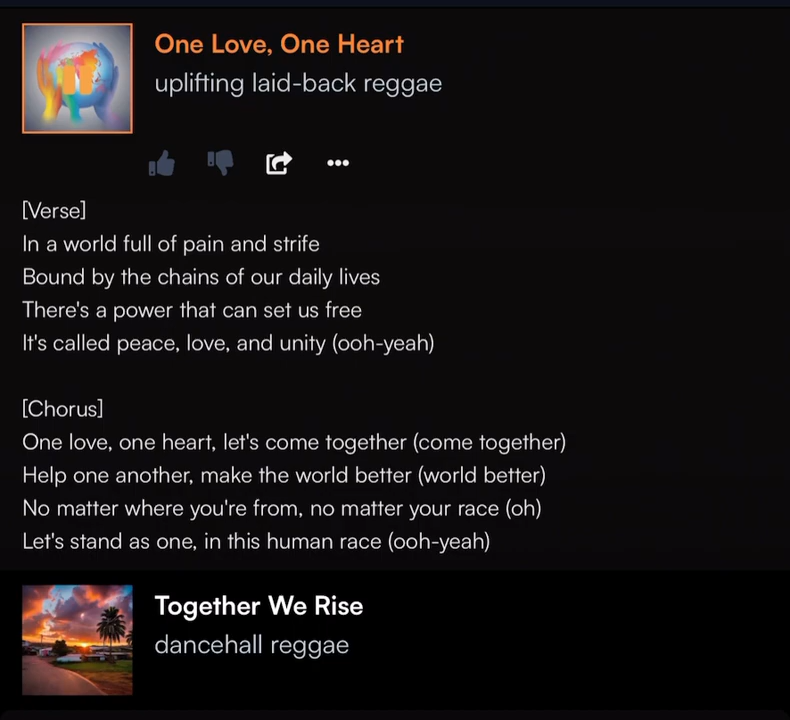 One Love, One Heart
uplifting laid-back reggae
[Verse]
In a world full of pain and strife
Bound by the chains of our daily lives
There's a power that can set us free
It's called peace, love, and unity (ooh-yeah)
[Chorus]
One love, one heart, let's come together (come together)
Help one another, make the world better (world better)
No matter where you're from, no matter your race (oh)
Let's stand as one, in this human race (ooh-yeah)
Together We Rise
dancehall reggae